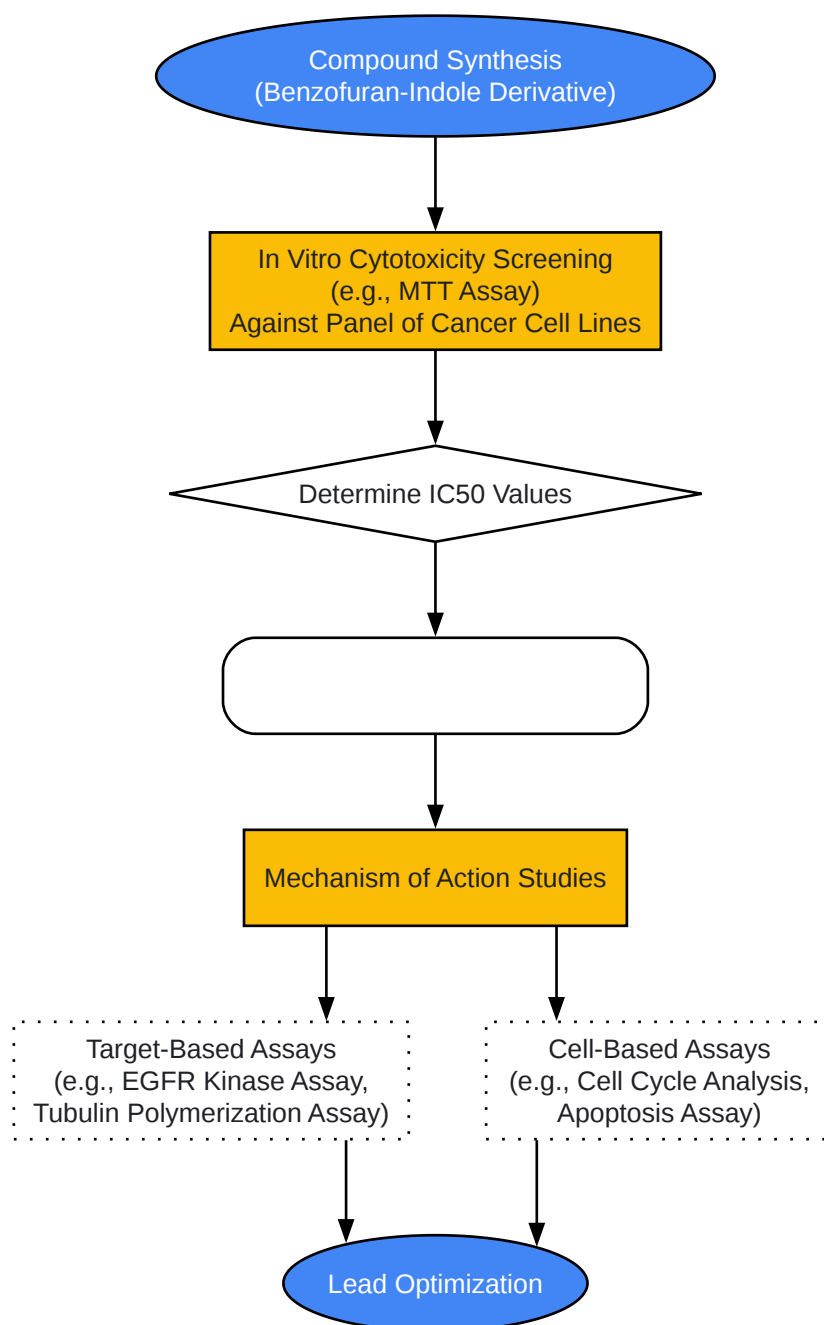 Compound Synthesis
(Benzofuran-Indole Derivative)
In Vitro Cytotoxicity Screening
(e.g., MTT Assay)
Against Panel of Cancer Cell Lines
Determine IC50 Values
Mechanism of Action Studies
Target-Based Assays
(e.g., EGFR Kinase Assay,
Tubulin Polymerization Assay)
Cell-Based Assays
(e.g., Cell Cycle Analysis,
Apoptosis Assay)
Lead Optimization